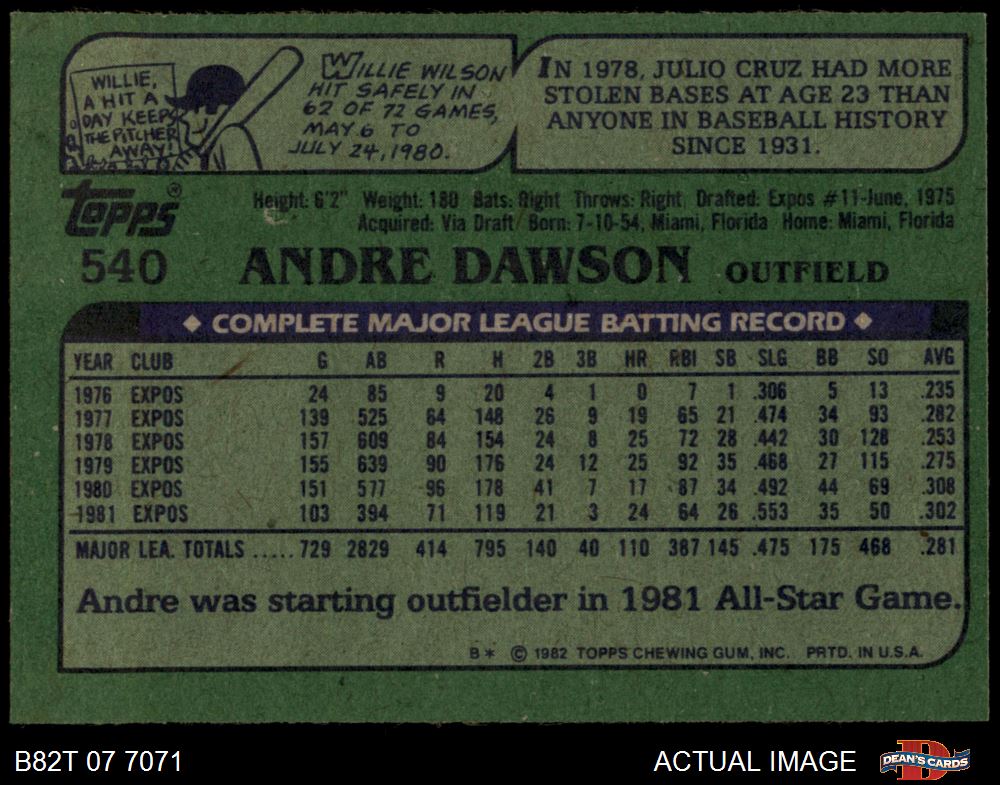 WILLIE,
A HIT A
DAY KEEPS
THE PITCHER
AWAY!
WILLIE WILSON
HIT SAFELY IN
62 OF 72 GAMES,
MAY 6 TO
JULY 24, 1980.
IN 1978, JULIO CRUZ HAD MORE
STOLEN BASES AT AGE 23 THAN
ANYONE IN BASEBALL HISTORY
SINCE 1931.
Topps®
Height: 6'2" Weight: 180 Bats: Right Throws: Right Drafted: Expos #11-June, 1975
Acquired: Via Draft Born: 7-10-54, Miami, Florida Home: Miami, Florida
540 ANDRE DAWSON OUTFIELD
◆ COMPLETE MAJOR LEAGUE BATTING RECORD ◆
YEAR CLUB G AB R H 2B 3B HR RBI SB SLG BB SO AVG
1976 EXPOS 24 85 9 20 4 1 0 7 1 .306 5 13 .235
1977 EXPOS 139 525 64 148 26 9 19 65 21 .474 34 93 .282
1978 EXPOS 157 609 84 154 24 8 25 72 28 .442 30 128 .253
1979 EXPOS 155 639 90 176 24 12 25 92 35 .468 27 115 .275
1980 EXPOS 151 577 96 178 41 7 17 87 34 .492 44 69 .308
1981 EXPOS 103 394 71 119 21 3 24 64 26 .553 35 50 .302
MAJOR LEA. TOTALS ..... 729 2829 414 795 140 40 110 387 145 .475 175 468 .281
Andre was starting outfielder in 1981 All-Star Game.
B* © 1982 TOPPS CHEWING GUM, INC. PRTD. IN U.S.A.
B82T 07 7071
ACTUAL IMAGE
DEAN'S CARDS